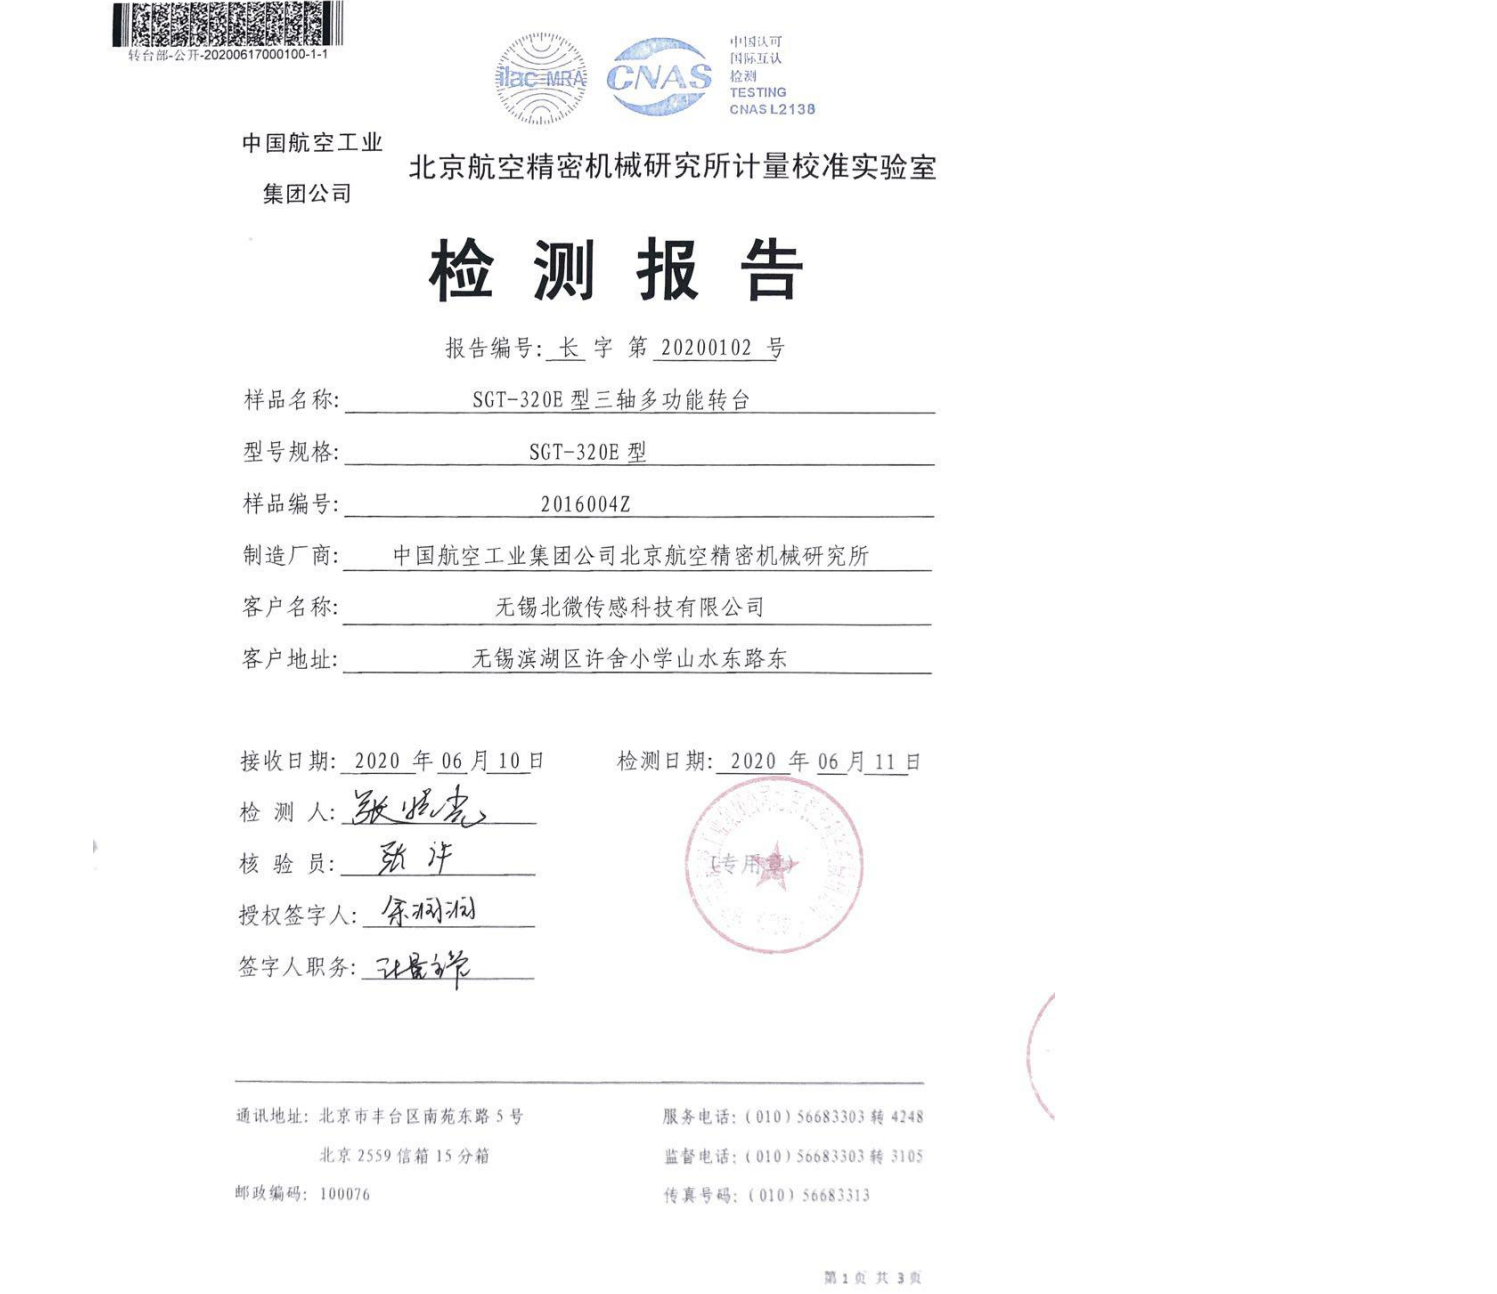 转台部-公开-20200617000100-1-1
ilac-MRA
CNAS
中国认可
国际互认
检测
TESTING
CNAS L2138
中国航空工业
集团公司
北京航空精密机械研究所计量校准实验室
检测报告
报告编号: 长 字 第 20200102 号
样品名称: SGT-320E 型三轴多功能转台
型号规格: SGT-320E 型
样品编号: 2016004Z
制造厂商: 中国航空工业集团公司北京航空精密机械研究所
客户名称: 无锡北微传感科技有限公司
客户地址: 无锡滨湖区许舍小学山水东路东
接收日期: 2020 年 06 月 10 日
检测日期: 2020 年 06 月 11 日
检 测 人:
核 验 员: 张 许
(专用章)
授权签字人: 余润润
签字人职务: 计量主管
通讯地址: 北京市丰台区南苑东路 5 号
北京 2559 信箱 15 分箱
邮政编码: 100076
服务电话: (010) 56683303 转 4248
监督电话: (010) 56683303 转 3105
传真号码: (010) 56683313
第 1 页 共 3 页